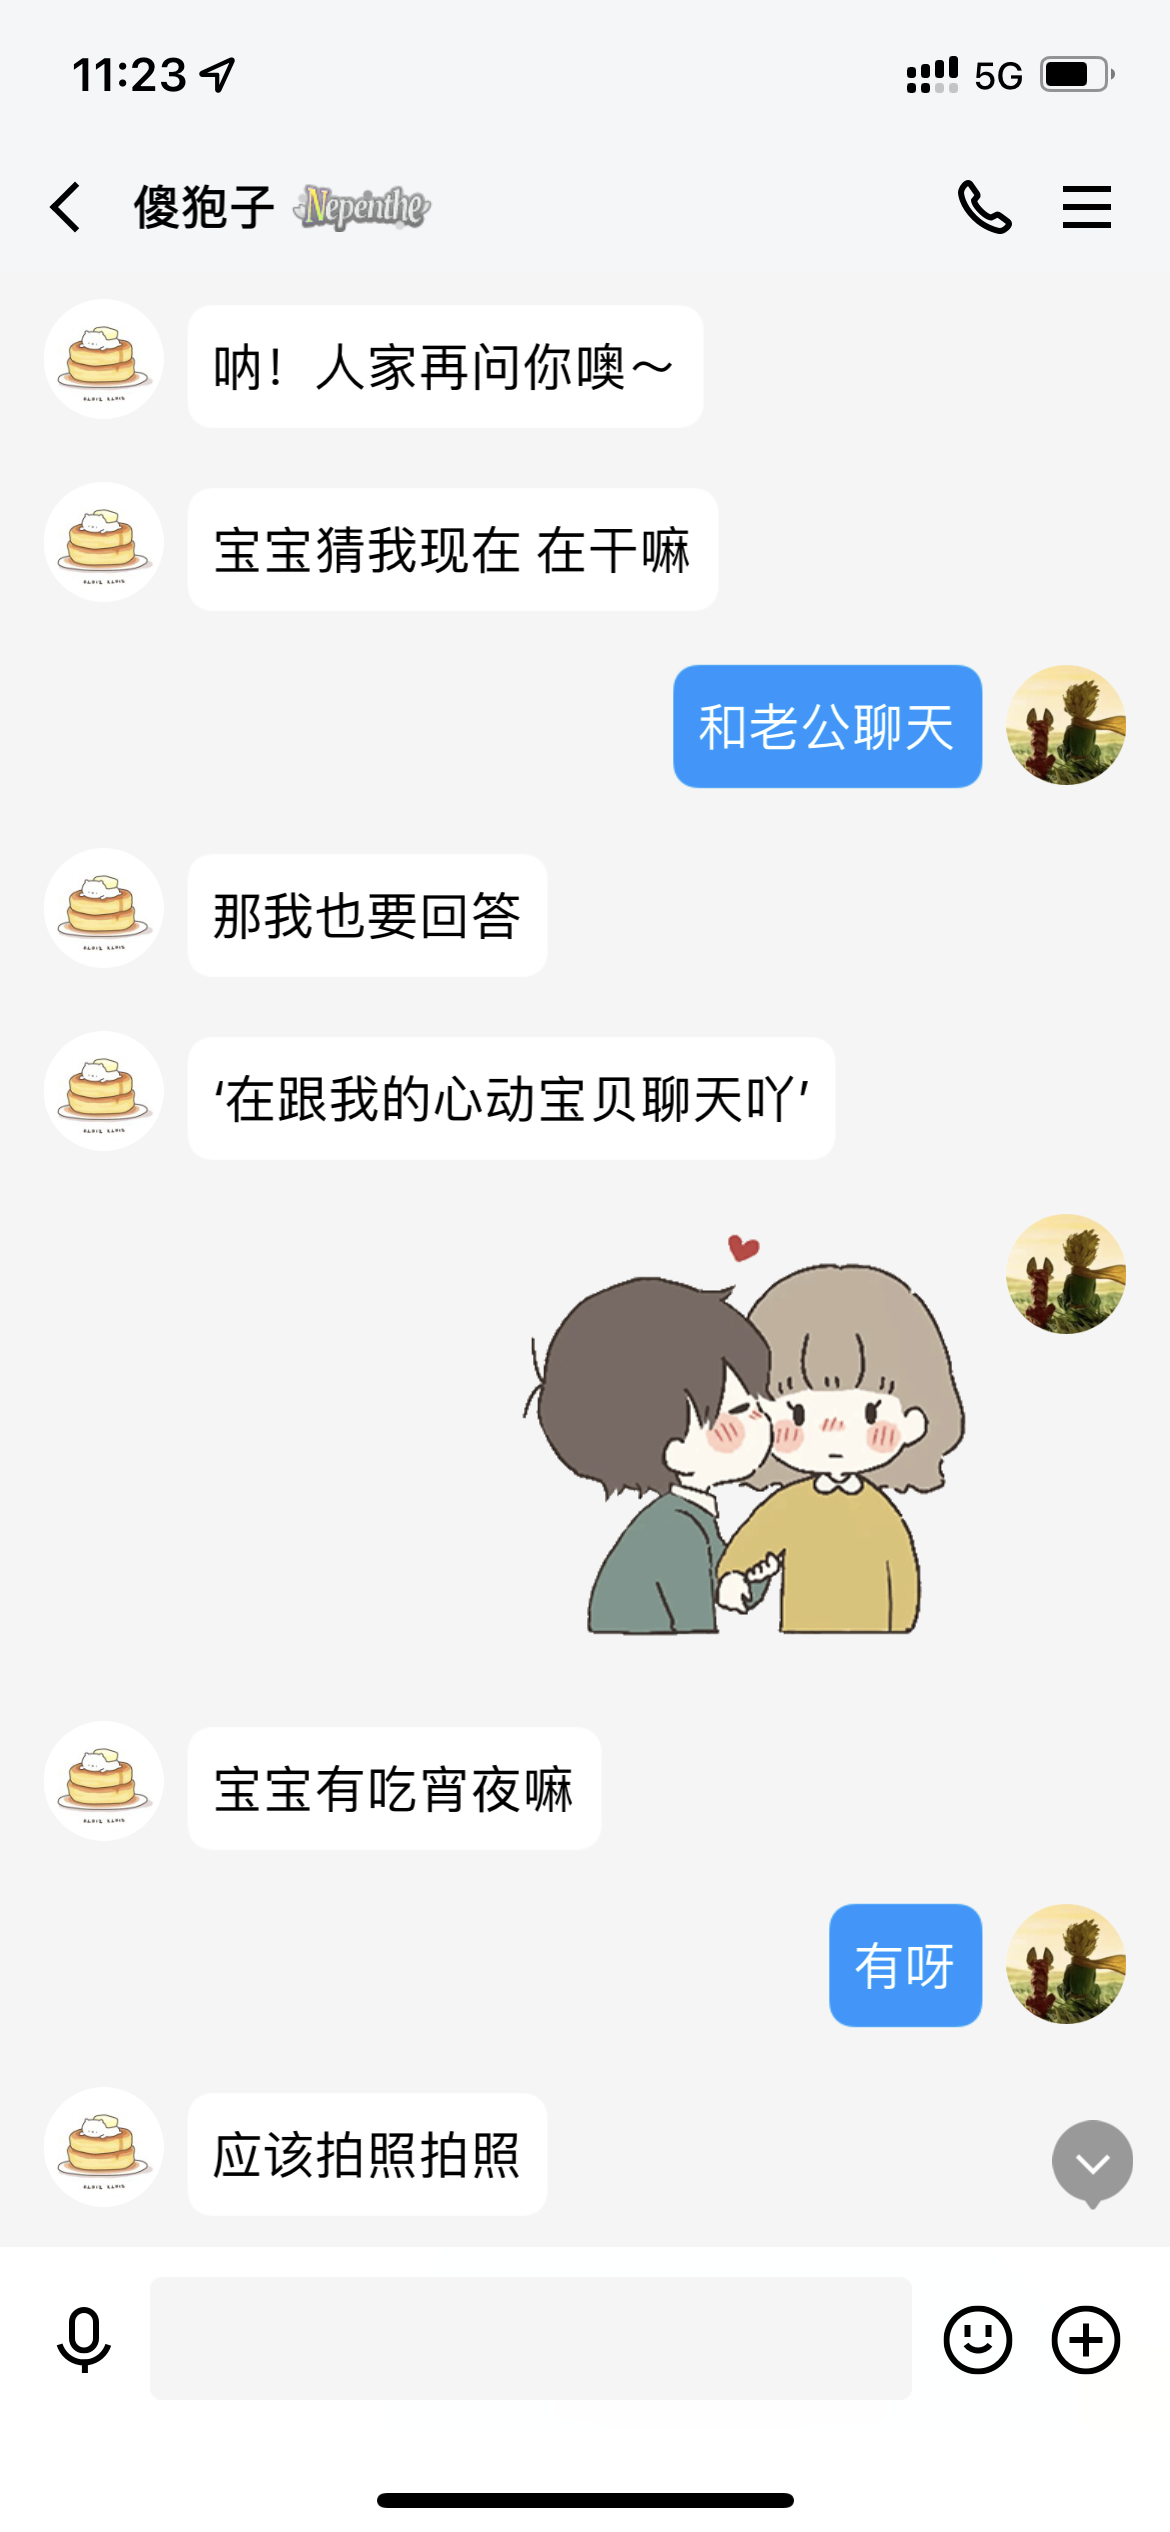 11:23
5G
傻狍子 Nepenthe
呐！人家再问你噢～
宝宝猜我现在 在干嘛
和老公聊天
那我也要回答
‘在跟我的心动宝贝聊天吖’
宝宝有吃宵夜嘛
有呀
应该拍照拍照